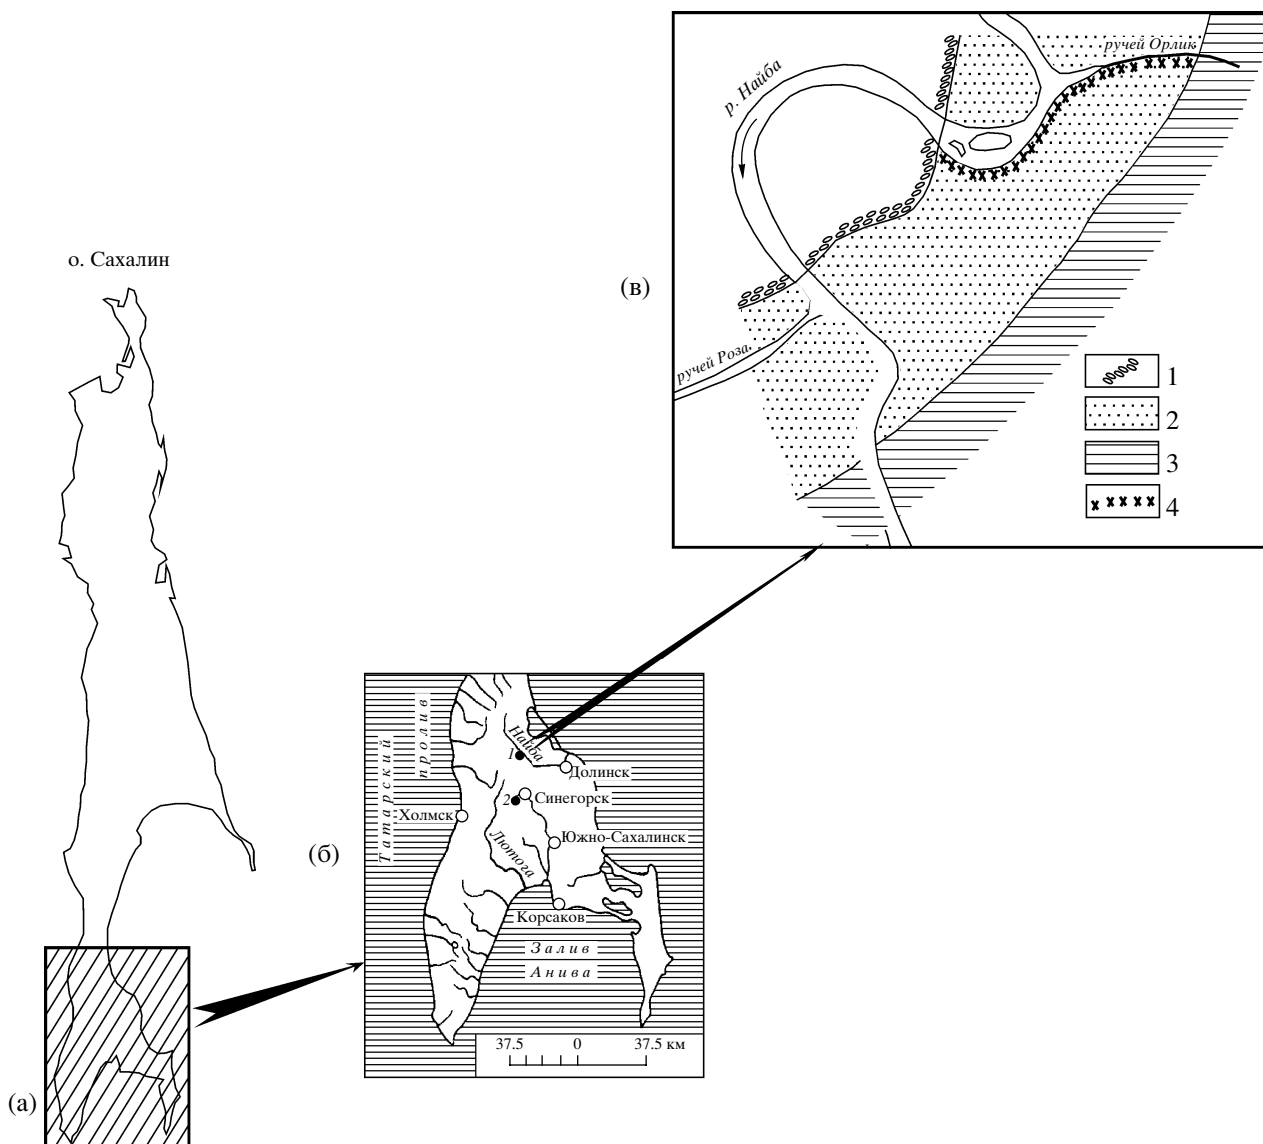 о. Сахалин
(а)
(б)
Татарский
пролив
Найба
1
Долинск
2
Синегорск
Холмск
Южно-Сахалинск
Лютога
Корсаков
Залив
Анива
37.5 0 37.5 км
(в)
р. Найба
ручей Орлик
ручей Роза
1
2
3
4